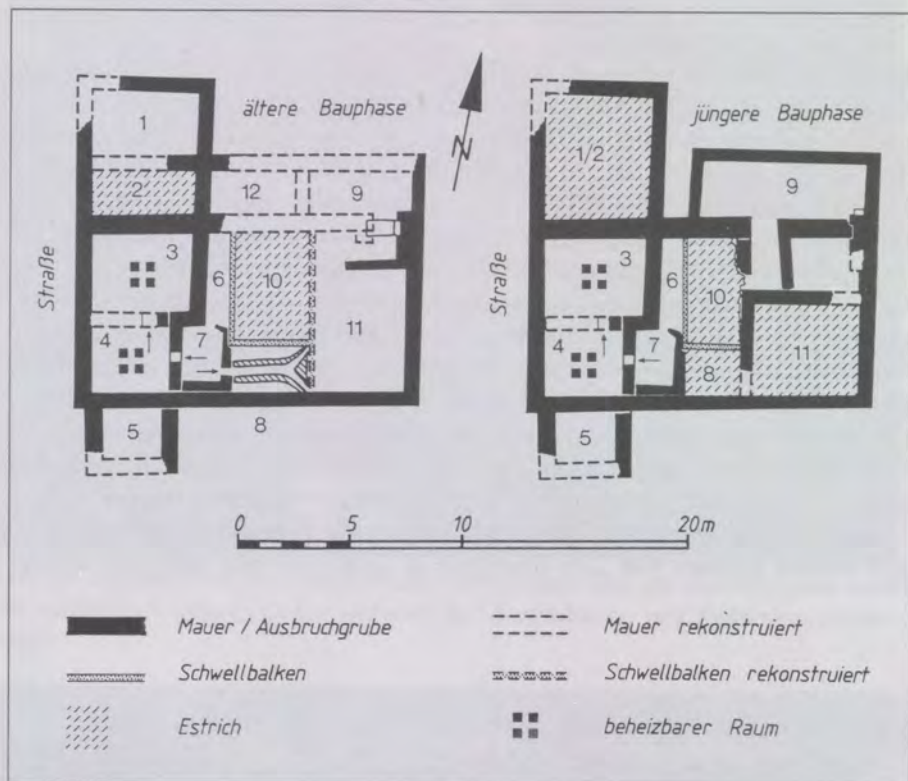 ältere Bauphase
1
2
12
9
3
6
10
11
4
7
5
8
Straße
N
jüngere Bauphase
1/2
9
3
6
10
4
7
8
11
5
Straße
0 5 10 20m
Mauer / Ausbruchgrube
Mauer rekonstruiert
Schwellbalken
Schwellbalken rekonstruiert
Estrich
beheizbarer Raum